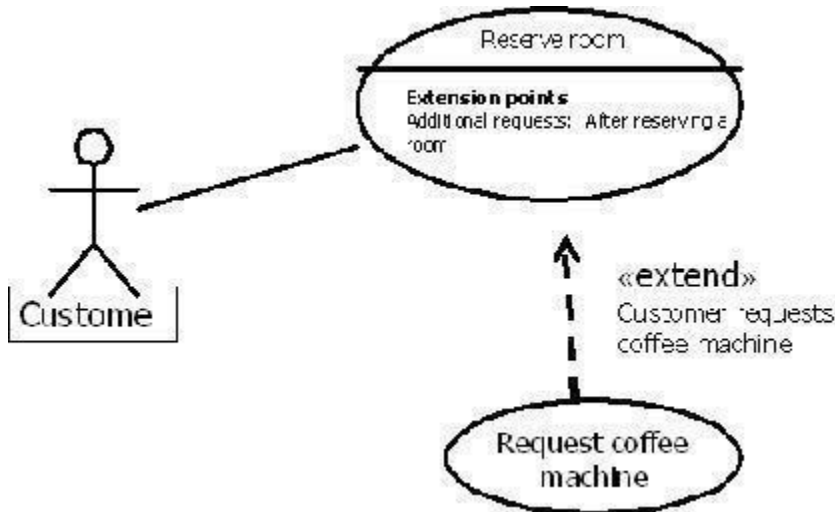 Reserve room
Extension points
Additional requests: After reserving a
room
«extend»
Customer requests
coffee machine
Custome
Request coffee
machine